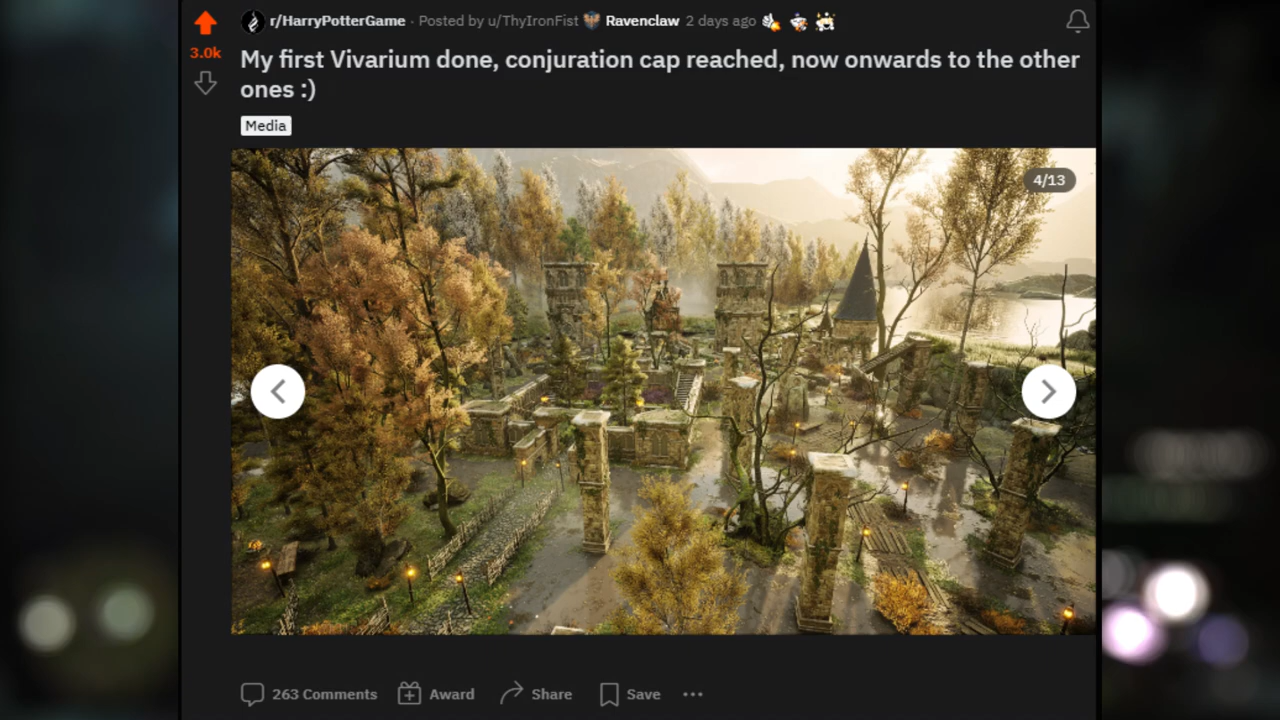 r/HarryPotterGame · Posted by u/ThyIronFist Ravenclaw 2 days ago
3.0k
My first Vivarium done, conjuration cap reached, now onwards to the other
ones :)
Media
4/13
263 Comments Award Share Save